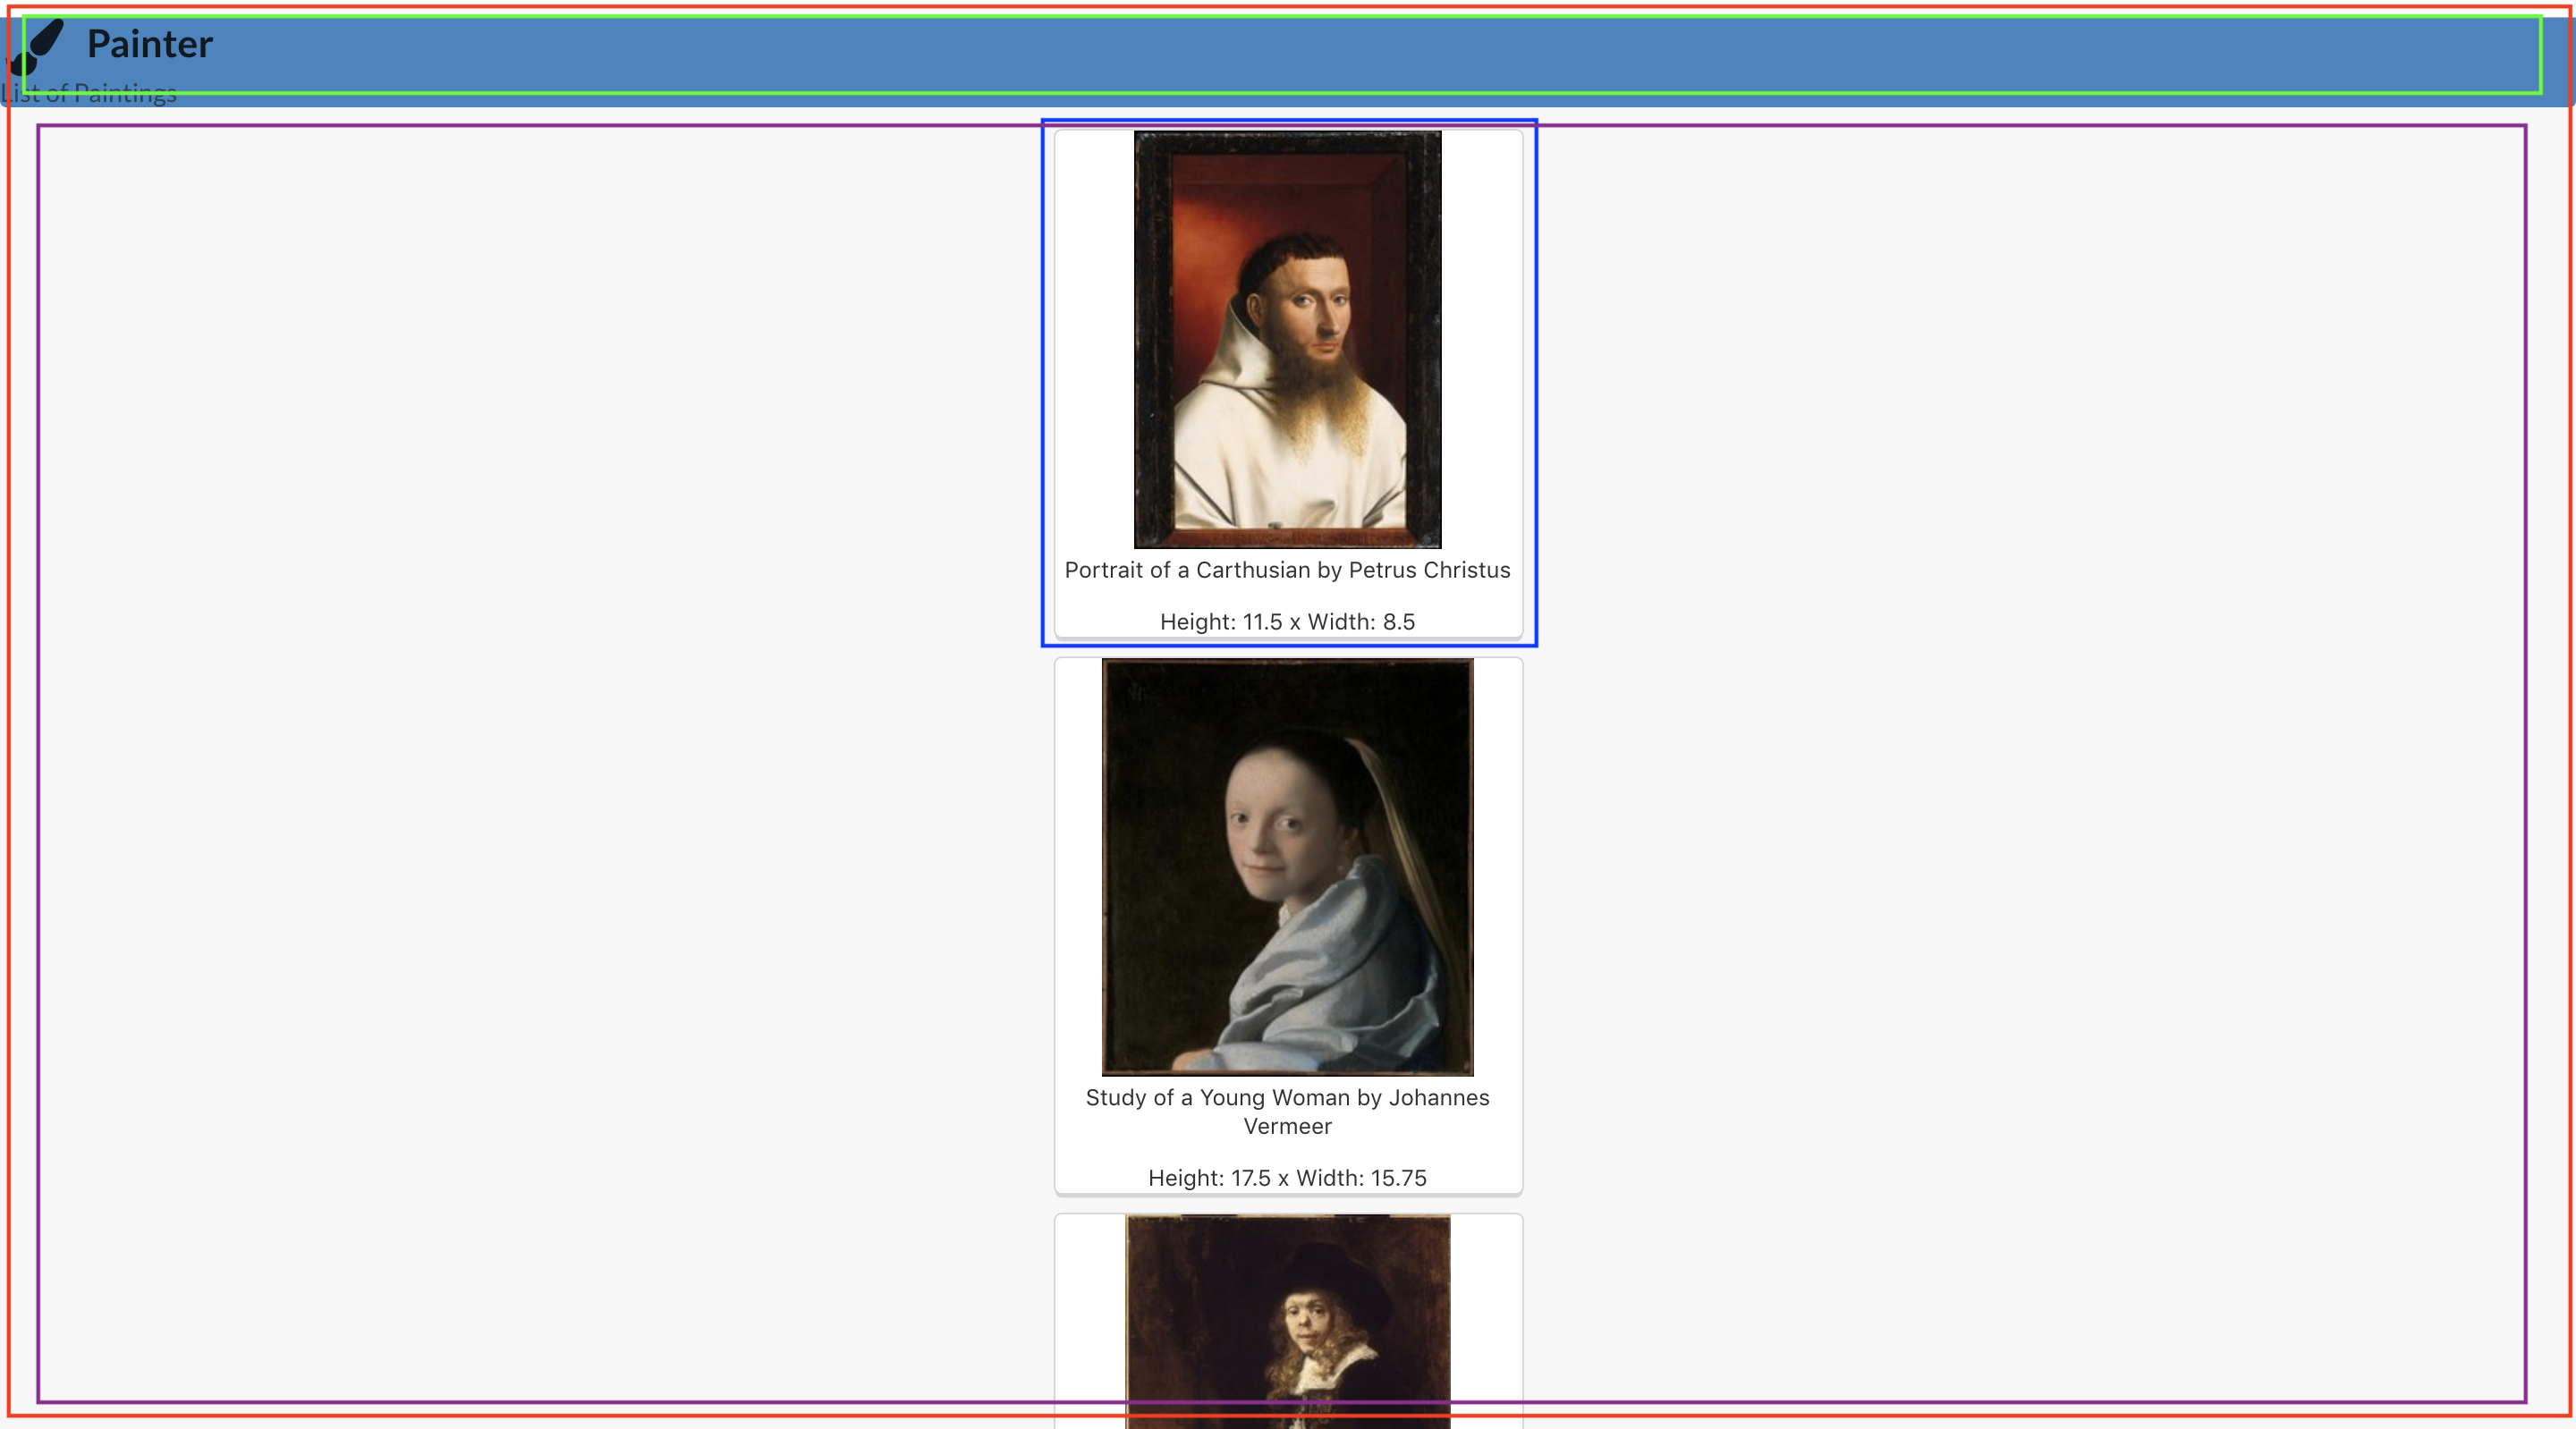 Painter
List of Paintings
Portrait of a Carthusian by Petrus Christus
Height: 11.5 x Width: 8.5
Study of a Young Woman by Johannes
Vermeer
Height: 17.5 x Width: 15.75